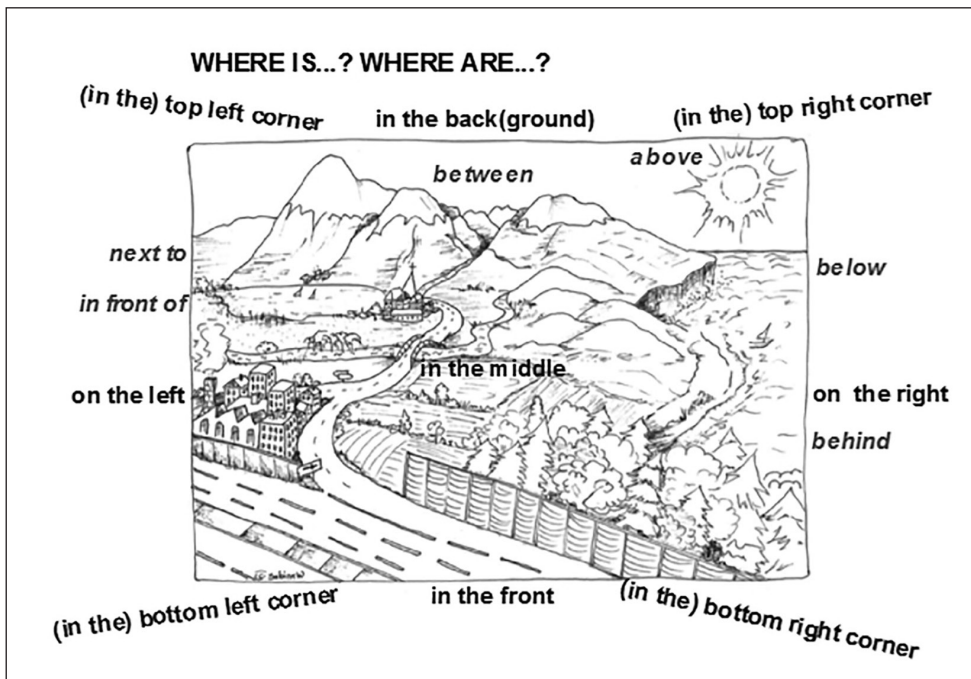 WHERE IS...? WHERE ARE...?
(in the) top left corner
in the back(ground)
(in the) top right corner
between
above
next to
below
in front of
in the middle
on the left
on the right
behind
(in the) bottom left corner
in the front
(in the) bottom right corner